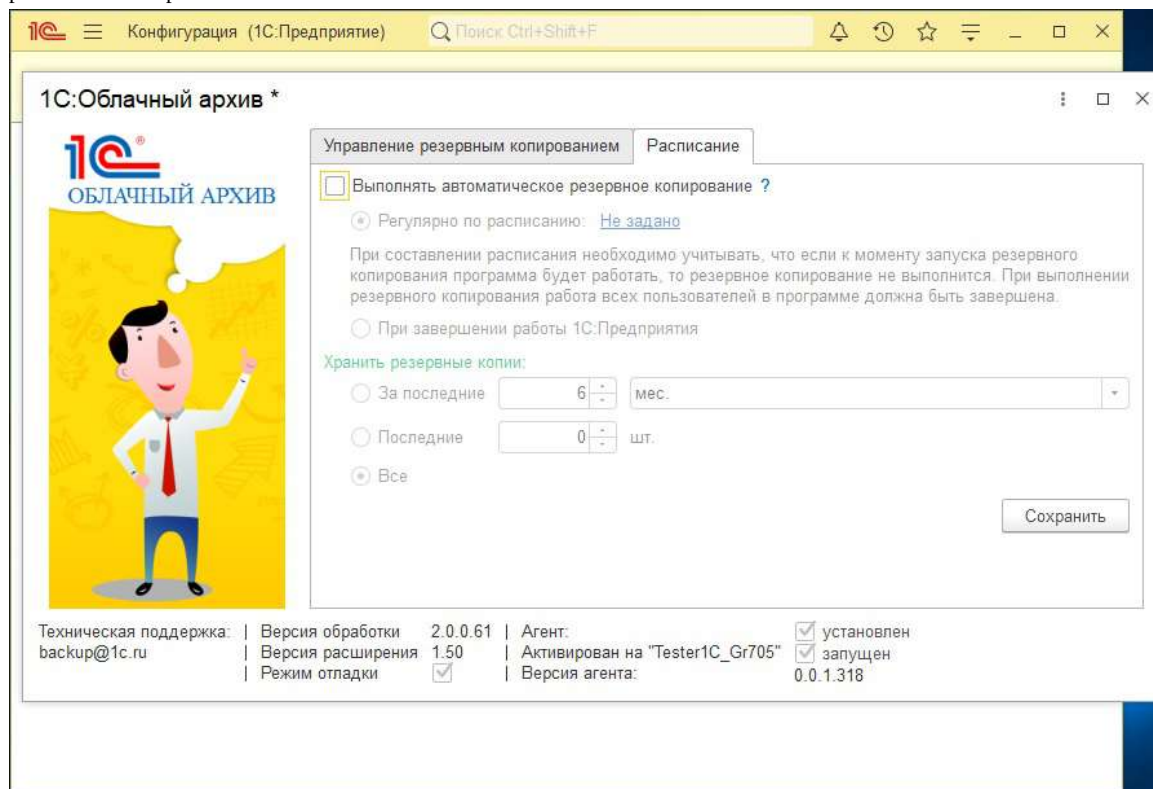 1С Конфигурация (1С:Предприятие) Поиск Ctrl+Shift+F
1С:Облачный архив *
1С®
ОБЛАЧНЫЙ АРХИВ
Управление резервным копированием Расписание
Выполнять автоматическое резервное копирование ?
Регулярно по расписанию: Не задано
При составлении расписания необходимо учитывать, что если к моменту запуска резервного
копирования программа будет работать, то резервное копирование не выполнится. При выполнении
резервного копирования работа всех пользователей в программе должна быть завершена.
При завершении работы 1С:Предприятия
Хранить резервные копии:
За последние 6 мес.
Последние 0 шт.
Все
Сохранить
Техническая поддержка: | Версия обработки 2.0.0.61 | Агент: установлен
backup@1c.ru | Версия расширения 1.50 | Активирован на "Tester1C_Gr705" запущен
| Режим отладки | Версия агента: 0.0.1.318